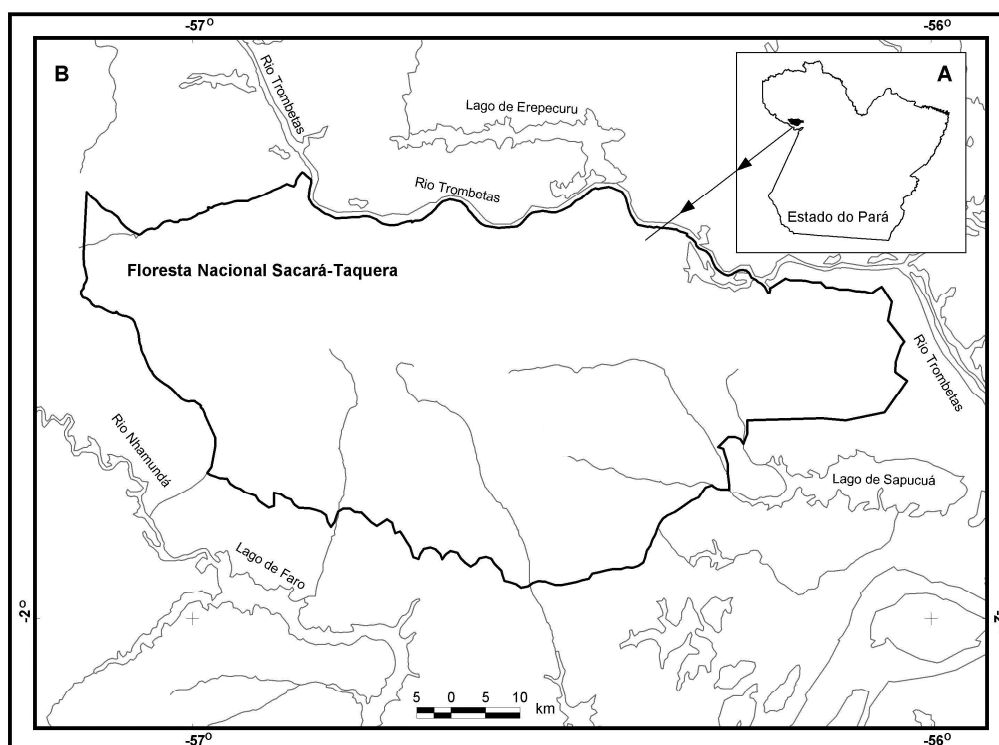 -57°
-56°
B
A
Rio Trombetas
Lago de Erepecuru
Rio Trombetas
Estado do Pará
Floresta Nacional Sacará-Taquera
Rio Trombetas
Rio Nhamundá
Lago de Sapucuá
Lago de Faro
-2°
-2
5 0 5 10
km
-57°
-56°